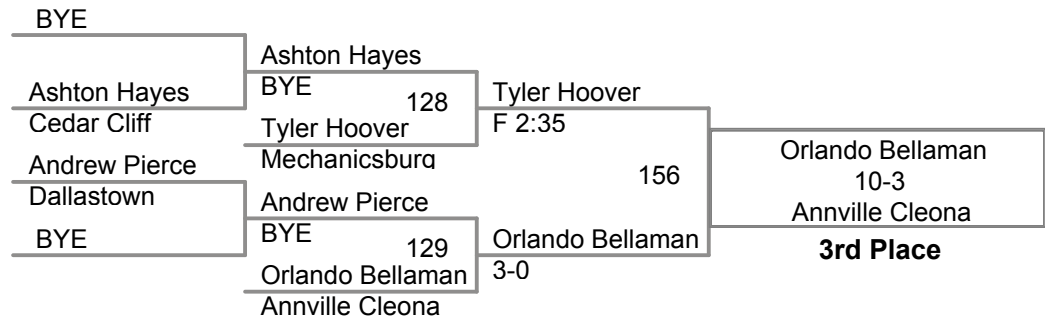 BYE
Ashton Hayes
Cedar Cliff
Andrew Pierce
Dallastown
BYE
Ashton Hayes
BYE
128
Tyler Hoover
Mechanicsburg
Andrew Pierce
BYE
129
Orlando Bellaman
Annville Cleona
Tyler Hoover
F 2:35
156
Orlando Bellaman
3-0
Orlando Bellaman
10-3
Annville Cleona
3rd Place